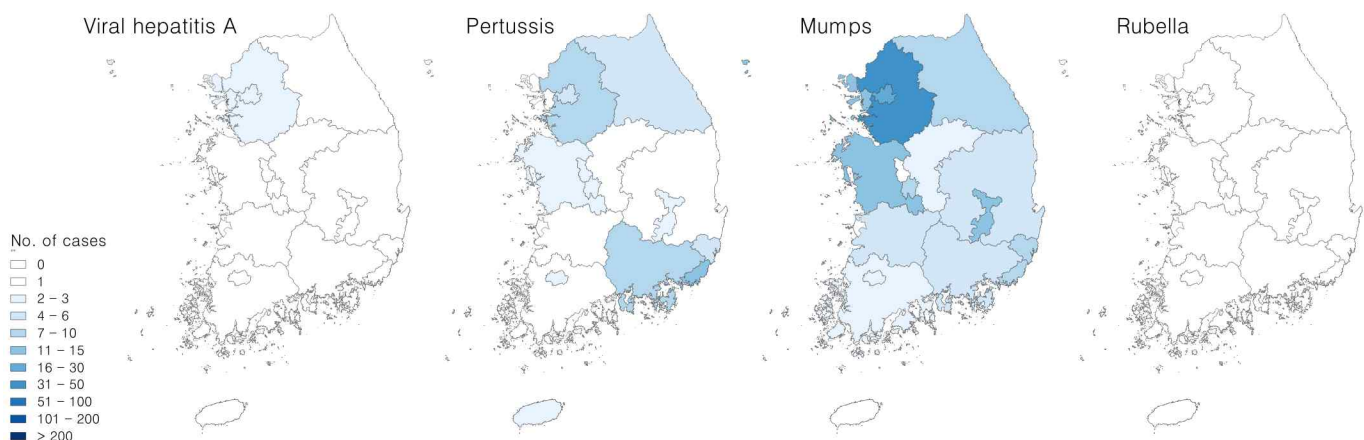 Viral hepatitis A
Pertussis
Mumps
Rubella
No. of cases
0
1
2 – 3
4 – 6
7 – 10
11 – 15
16 – 30
31 – 50
51 – 100
101 – 200
> 200